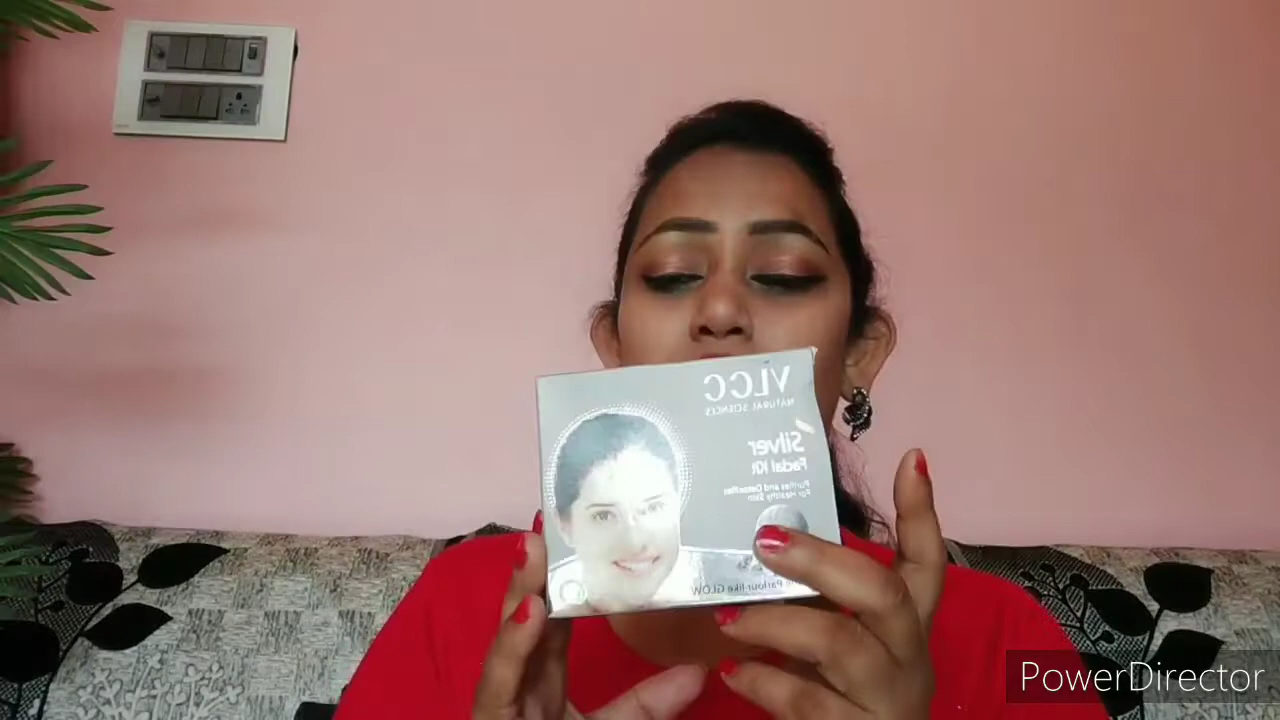 VLCC
NATURAL SCIENCES
Silver
Facial Kit
Purifies and Detoxifies
For Healthy Skin
Parlour-like GLOW
PowerDirector